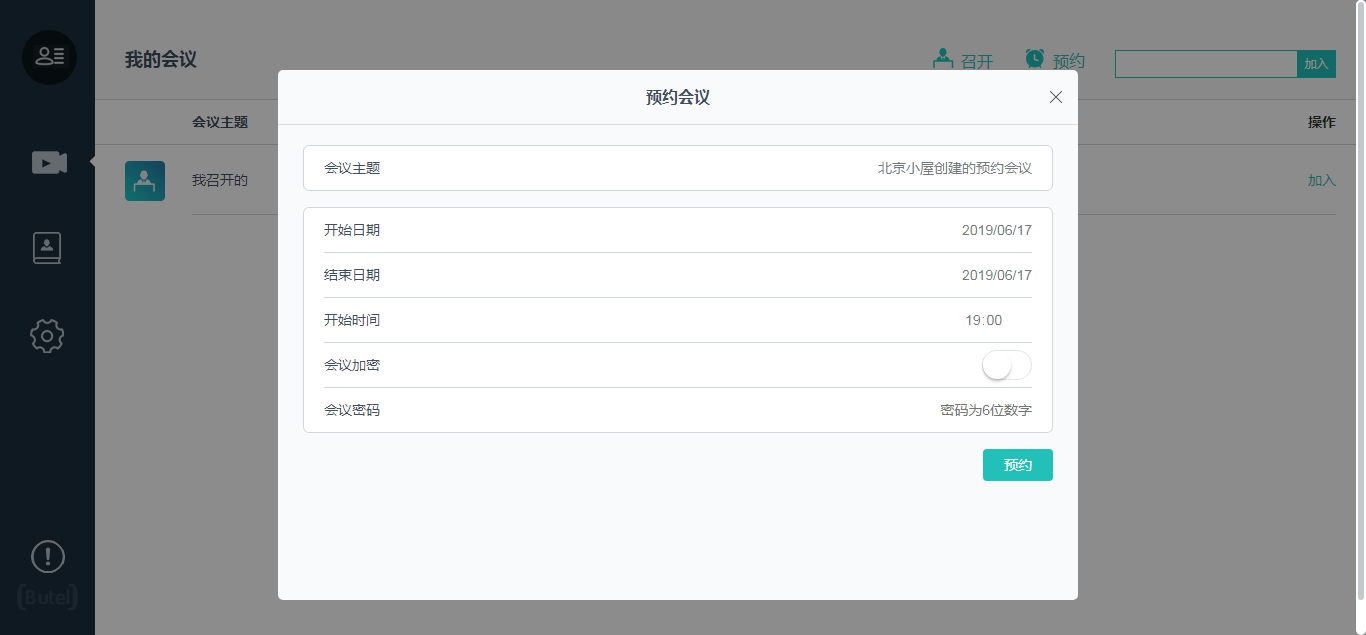 我的会议
召开
预约
加入
预约会议
会议主题
操作
会议主题
北京小屋创建的预约会议
我召开的
加入
开始日期
2019/06/17
结束日期
2019/06/17
开始时间
19:00
会议加密
会议密码
密码为6位数字
预约
Butel